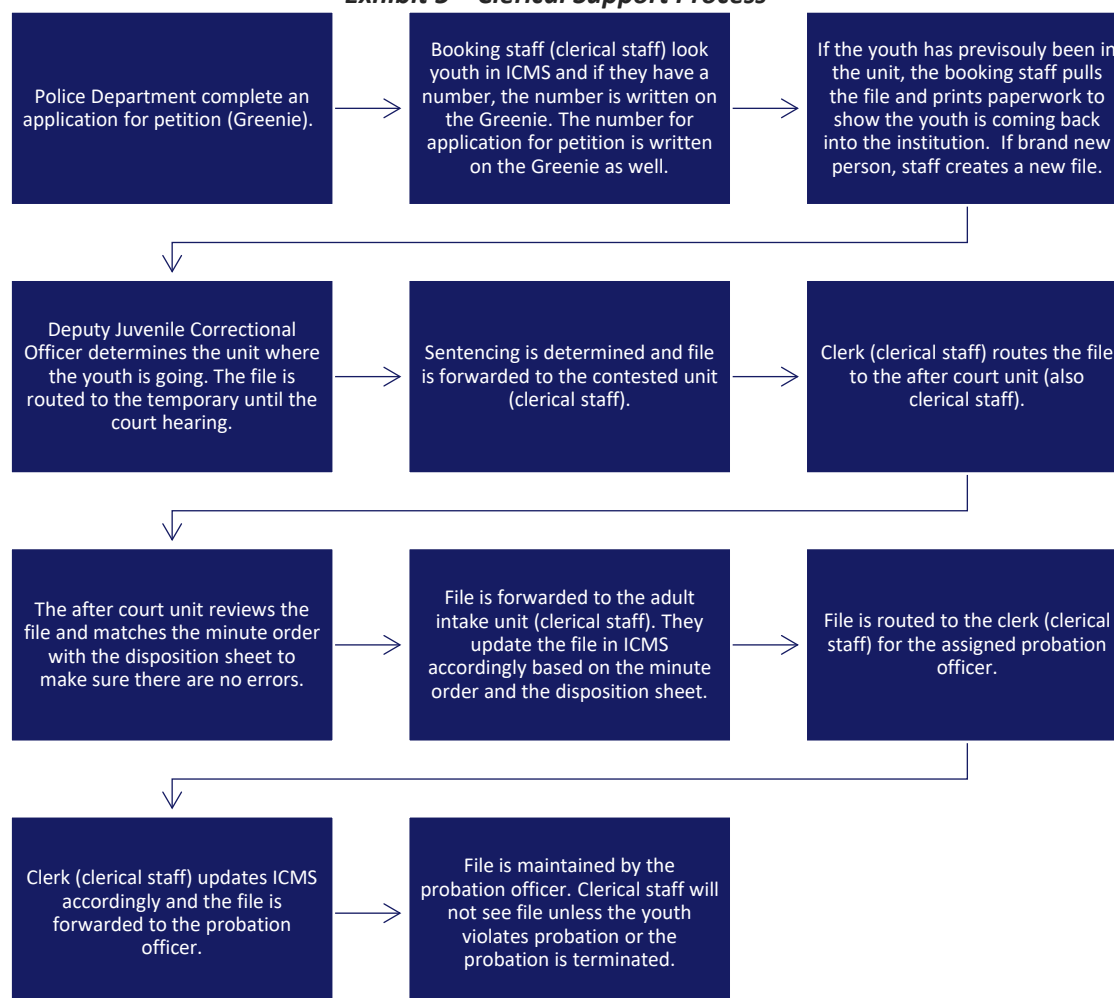 Clerical Support Process
Police Department complete an
application for petition (Greenie).
Booking staff (clerical staff) look
youth in ICMS and if they have a
number, the number is written on
the Greenie. The number for
application for petition is written
on the Greenie as well.
If the youth has previsouly been in
the unit, the booking staff pulls
the file and prints paperwork to
show the youth is coming back
into the institution. If brand new
person, staff creates a new file.
Deputy Juvenile Correctional
Officer determines the unit where
the youth is going. The file is
routed to the temporary until the
court hearing.
Sentencing is determined and file
is forwarded to the contested unit
(clerical staff).
Clerk (clerical staff) routes the file
to the after court unit (also
clerical staff).
The after court unit reviews the
file and matches the minute order
with the disposition sheet to
make sure there are no errors.
File is forwarded to the adult
intake unit (clerical staff). They
update the file in ICMS
accordingly based on the minute
order and the disposition sheet.
File is routed to the clerk (clerical
staff) for the assigned probation
officer.
Clerk (clerical staff) updates ICMS
accordingly and the file is
forwarded to the probation
officer.
File is maintained by the
probation officer. Clerical staff will
not see file unless the youth
violates probation or the
probation is terminated.